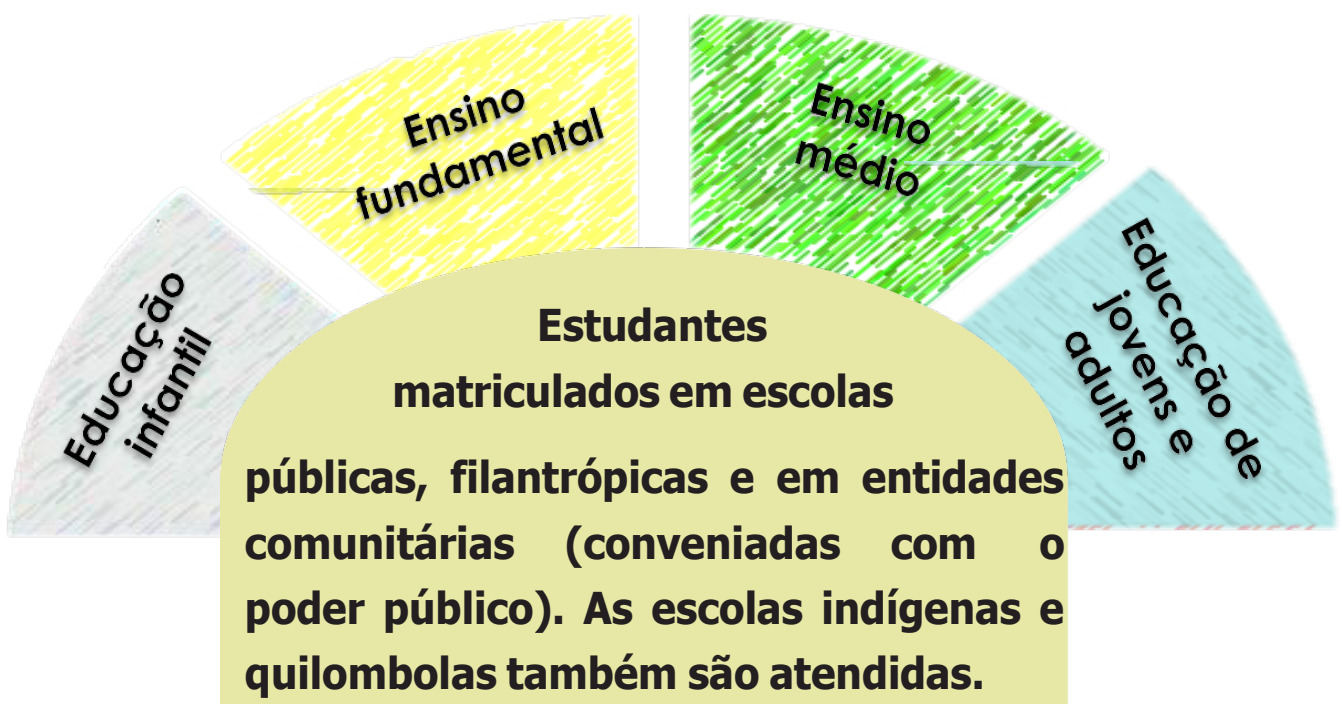 Educação
infantil
Ensino
fundamental
Ensino
médio
Educação de
jovens e
adultos
Estudantes
matriculados em escolas
públicas, filantrópicas e em entidades
comunitárias (conveniadas com o
poder público). As escolas indígenas e
quilombolas também são atendidas.